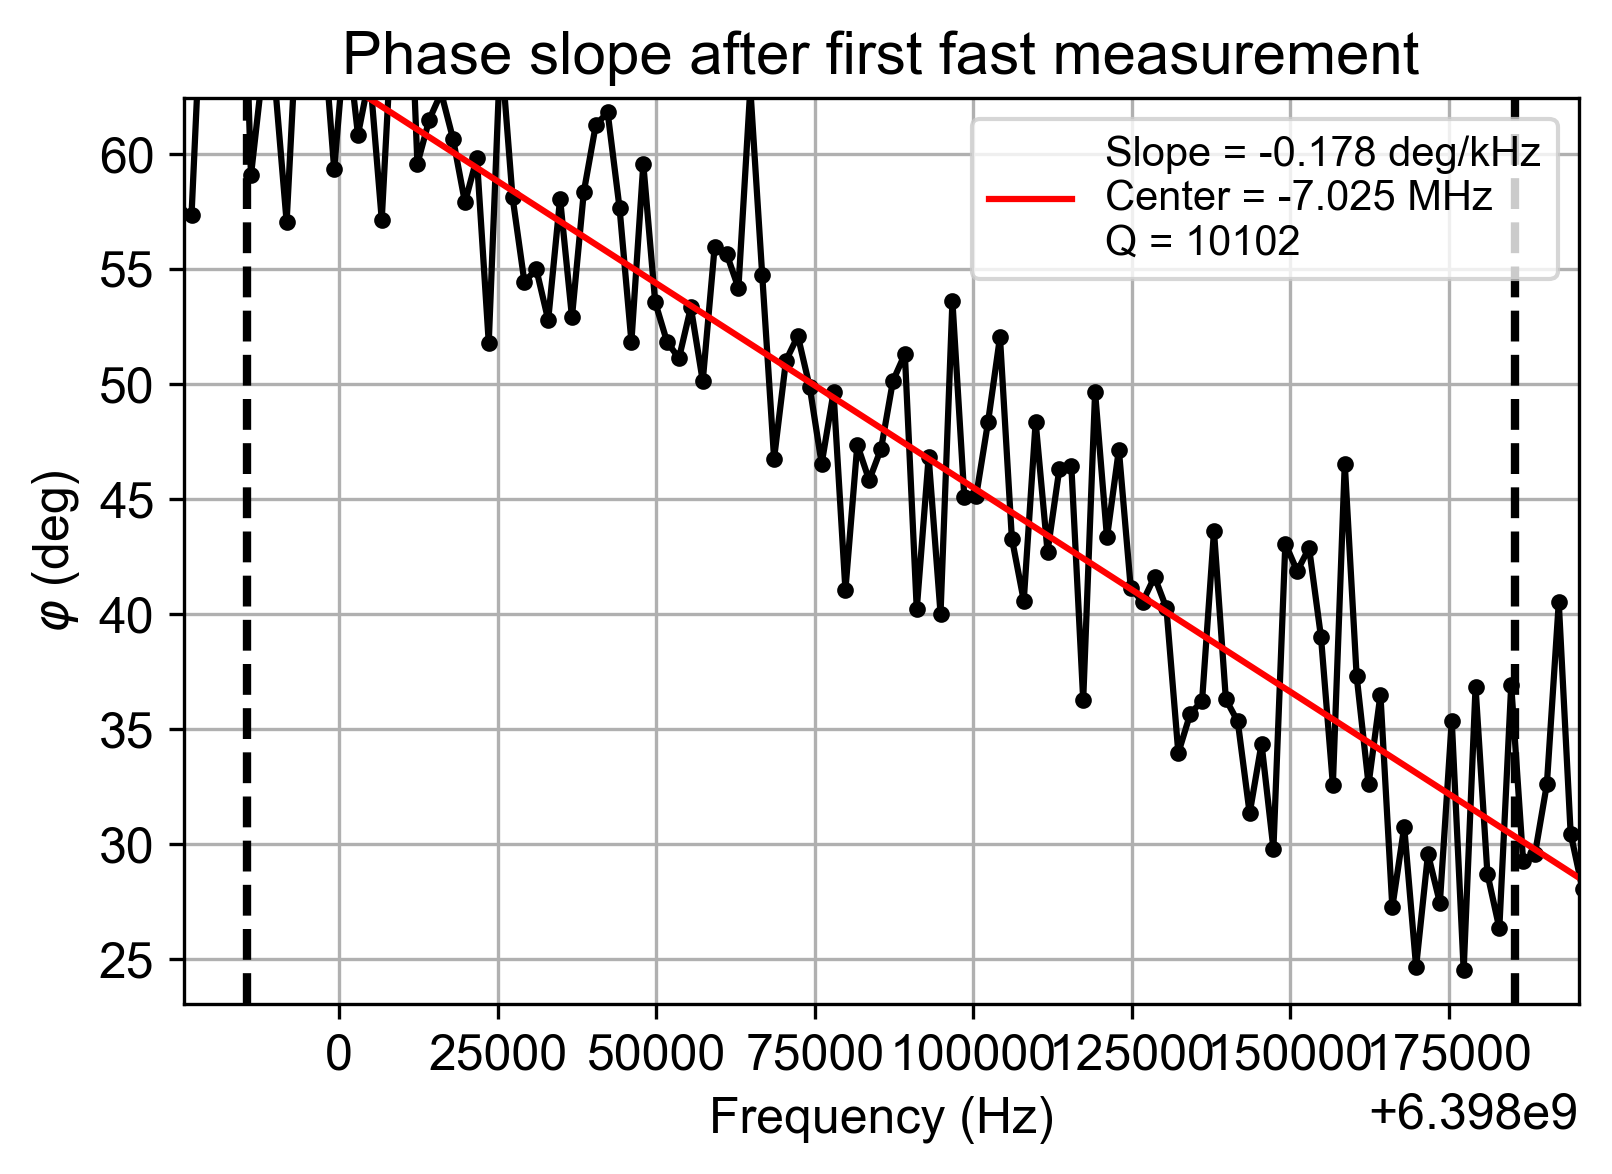 Phase slope after first fast measurement
Slope = -0.178 deg/kHz
Center = -7.025 MHz
Q = 10102
60
55
50
45
40
35
30
25
φ (deg)
0 25000 50000 75000 100000 125000 150000 175000
Frequency (Hz)
+6.398e9